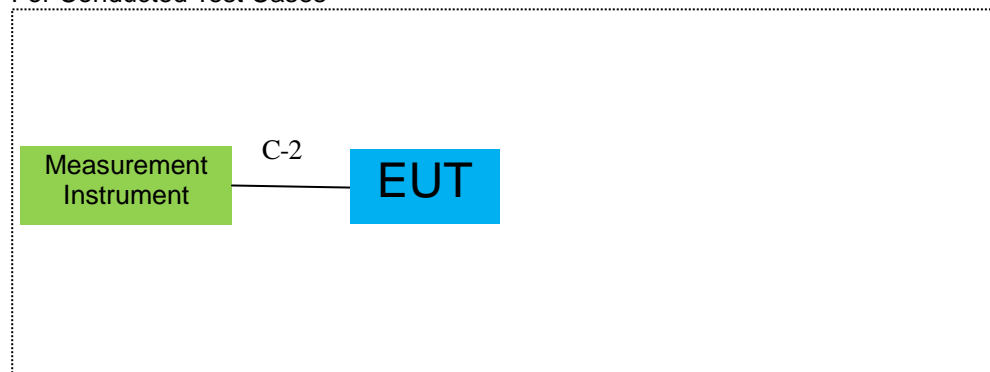 For Conducted Test Cases
C-2
Measurement
Instrument
EUT